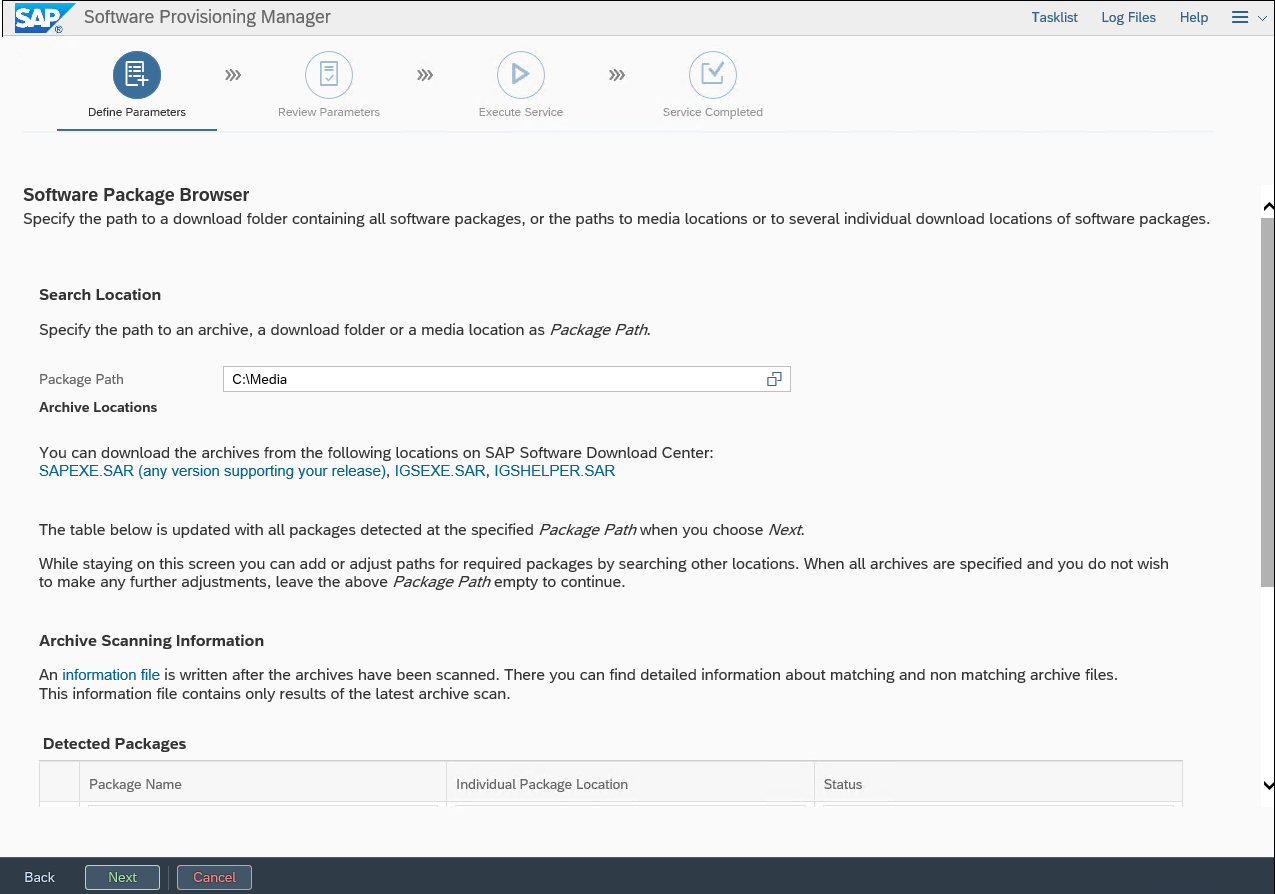 SAP® Software Provisioning Manager Tasklist Log Files Help
Define Parameters Review Parameters Execute Service Service Completed
Software Package Browser
Specify the path to a download folder containing all software packages, or the paths to media locations or to several individual download locations of software packages.
Search Location
Specify the path to an archive, a download folder or a media location as Package Path.
Package Path C:\Media
Archive Locations
You can download the archives from the following locations on SAP Software Download Center:
SAPEXE.SAR (any version supporting your release), IGSEXE.SAR, IGSHELPER.SAR
The table below is updated with all packages detected at the specified Package Path when you choose Next.
While staying on this screen you can add or adjust paths for required packages by searching other locations. When all archives are specified and you do not wish
to make any further adjustments, leave the above Package Path empty to continue.
Archive Scanning Information
An information file is written after the archives have been scanned. There you can find detailed information about matching and non matching archive files.
This information file contains only results of the latest archive scan.
Detected Packages
Package Name Individual Package Location Status
Back Next Cancel